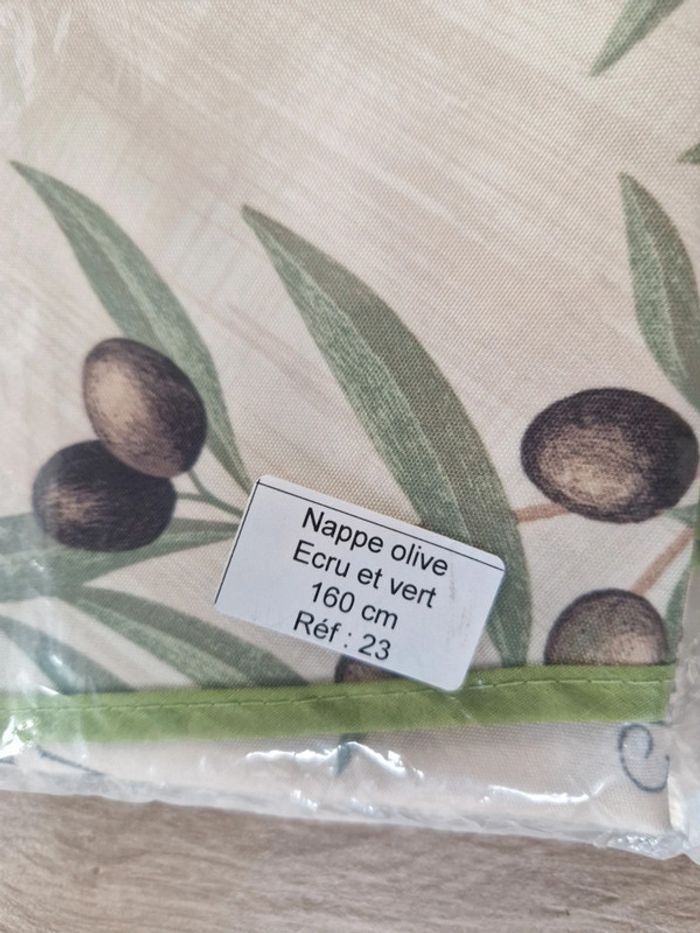 Nappe olive
Ecru et vert
160 cm
Réf : 23